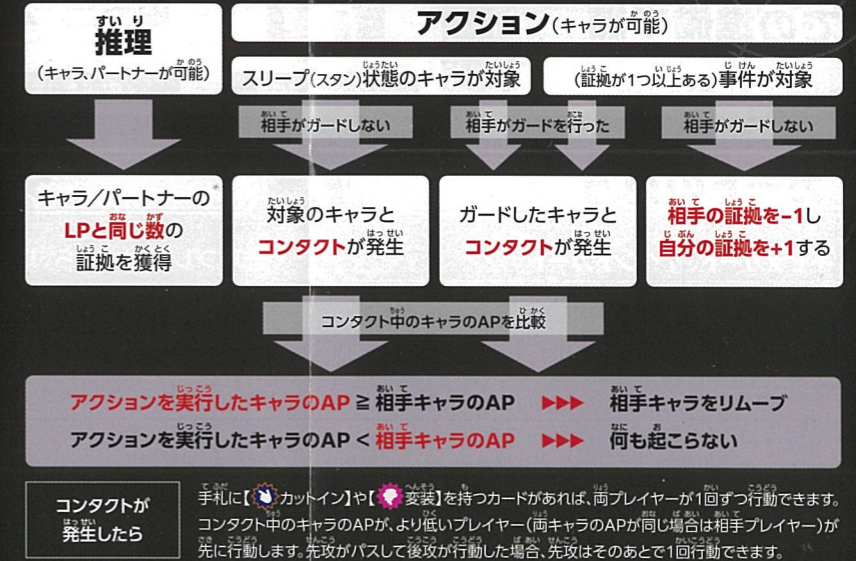 推理
(キャラ、パートナーが可能)
アクション(キャラが可能)
スリープ(スタン)状態のキャラが対象
(証拠が1つ以上ある)事件が対象
相手がガードしない
相手がガードを行った
相手がガードしない
キャラ／パートナーの
LPと同じ数の
証拠を獲得
対象のキャラと
コンタクトが発生
ガードしたキャラと
コンタクトが発生
相手の証拠を-1し
自分の証拠を+1する
コンタクト中のキャラのAPを比較
アクションを実行したキャラのAP ≧ 相手キャラのAP ▶▶▶ 相手キャラをリムーブ
アクションを実行したキャラのAP < 相手キャラのAP ▶▶▶ 何も起こらない
コンタクトが
発生したら
手札に【カットイン】や【変装】を持つカードがあれば、両プレイヤーが1回ずつ行動できます。
コンタクト中のキャラのAPが、より低いプレイヤー(両キャラのAPが同じ場合は相手プレイヤー)が
先に行動します。先攻がパスして後攻が行動した場合、先攻はそのあとで1回行動できます。